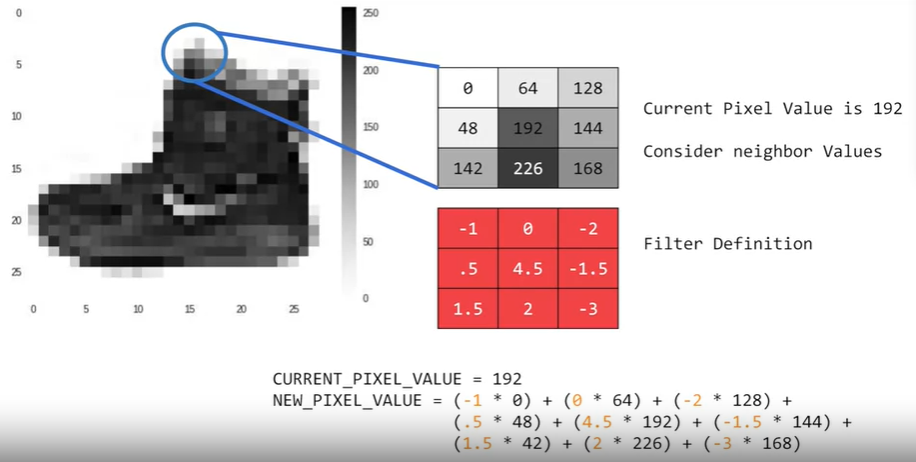 0
5
10
15
20
25
0 5 10 15 20 25
250
200
150
100
50
0
0 64 128
48 192 144
142 226 168
Current Pixel Value is 192
Consider neighbor Values
-1 0 -2
.5 4.5 -1.5
1.5 2 -3
Filter Definition
CURRENT_PIXEL_VALUE = 192
NEW_PIXEL_VALUE = (-1 * 0) + (0 * 64) + (-2 * 128) +
(.5 * 48) + (4.5 * 192) + (-1.5 * 144) +
(1.5 * 42) + (2 * 226) + (-3 * 168)